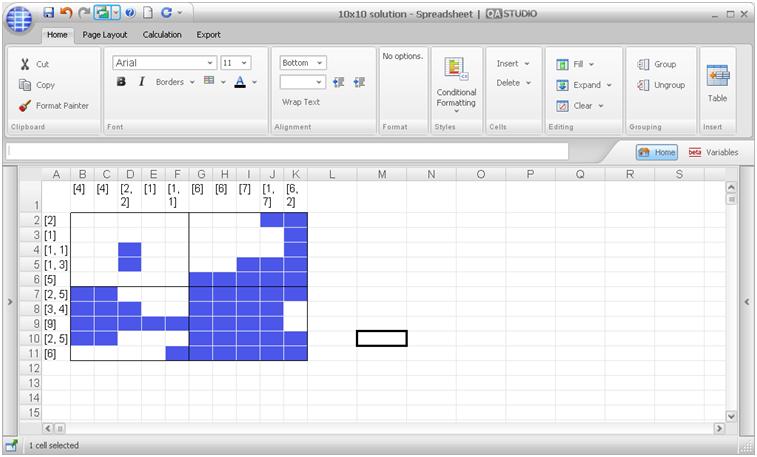 10x10 solution - Spreadsheet | QA STUDIO
Home Page Layout Calculation Export
Cut
Copy
Format Painter
Clipboard
Arial 11
B I Borders A
Font
Bottom
Wrap Text
Alignment
No options.
Format
Conditional
Formatting
Styles
Insert
Delete
Cells
Fill
Expand
Clear
Editing
Group
Ungroup
Grouping
Table
Insert
Home beta Variables
A B C D E F G H I J K L M N O P Q R S
1 [4] [4] [2, 2] [1] [1, 1] [6] [6] [7] [1, 7] [6, 2]
2 [2]
3 [1]
4 [1, 1]
5 [1, 3]
6 [5]
7 [2, 5]
8 [3, 4]
9 [9]
10 [2, 5]
11 [6]
12
13
14
15
1 cell selected